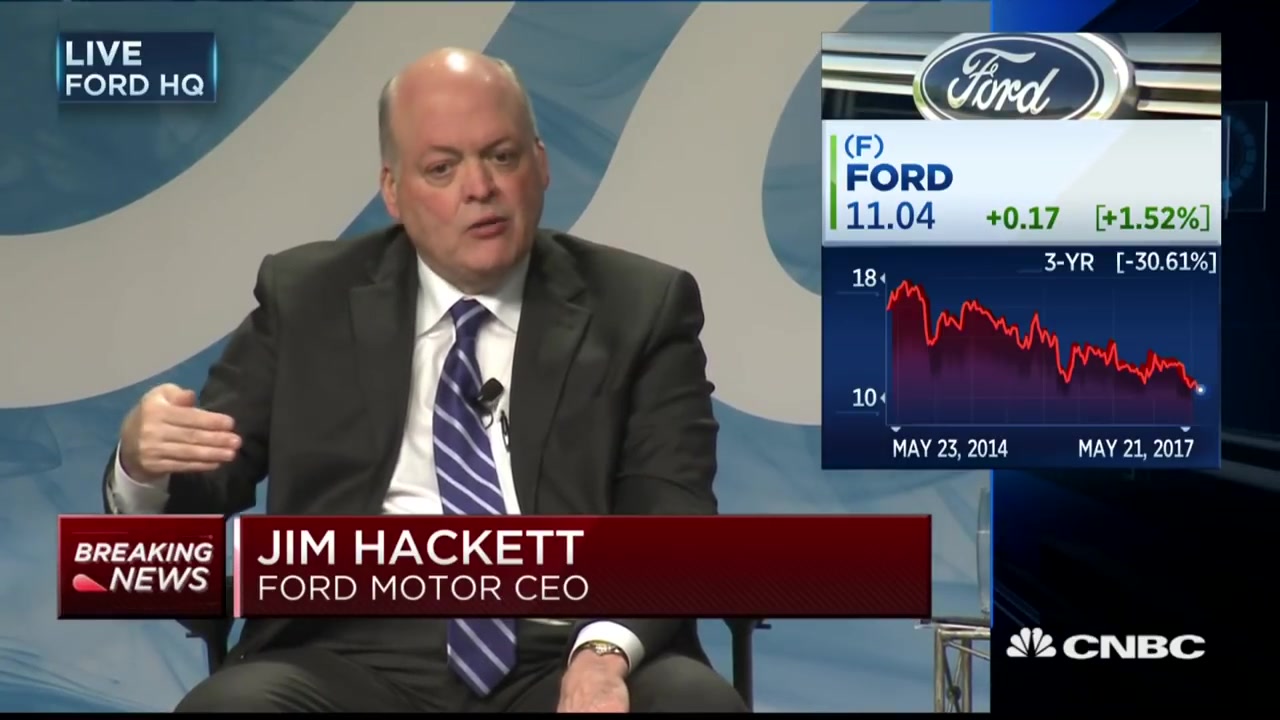 LIVE
FORD HQ
Ford
(F)
FORD
11.04 +0.17 [+1.52%]
3-YR [-30.61%]
18
10
MAY 23, 2014 MAY 21, 2017
BREAKING
NEWS
JIM HACKETT
FORD MOTOR CEO
CNBC